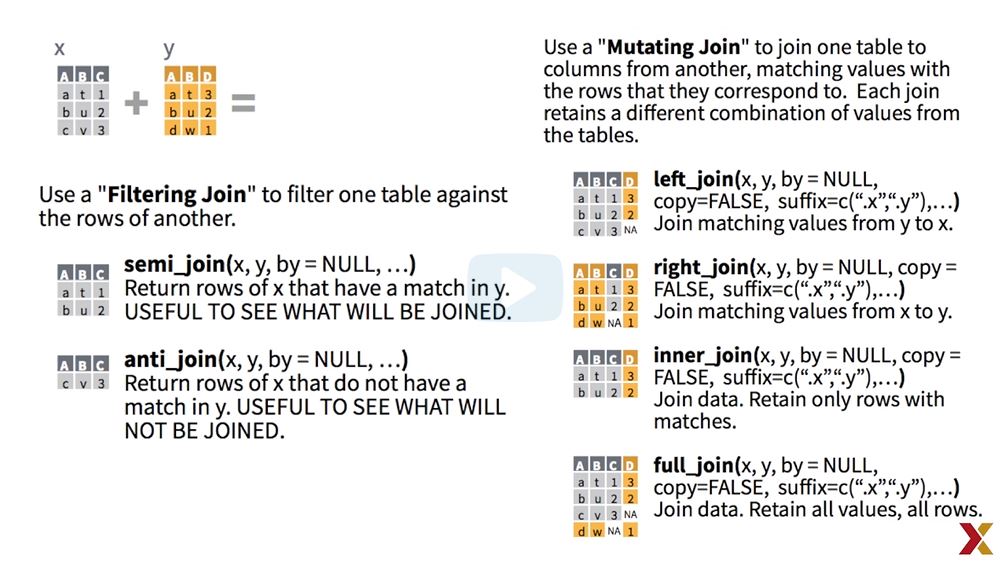 x y
A B C A B D
a t 1 a t 3
b u 2 + b u 2 =
c v 3 d w 1
Use a "Filtering Join" to filter one table against
the rows of another.
A B C
a t 1
b u 2
semi_join(x, y, by = NULL, …)
Return rows of x that have a match in y.
USEFUL TO SEE WHAT WILL BE JOINED.
A B C
c v 3
anti_join(x, y, by = NULL, …)
Return rows of x that do not have a
match in y. USEFUL TO SEE WHAT WILL
NOT BE JOINED.
Use a "Mutating Join" to join one table to
columns from another, matching values with
the rows that they correspond to. Each join
retains a different combination of values from
the tables.
A B C D
a t 1 3
b u 2 2
c v 3 NA
left_join(x, y, by = NULL,
copy=FALSE, suffix=c(“.x”,“.y”),…)
Join matching values from y to x.
A B C D
a t 1 3
b u 2 2
d w NA 1
right_join(x, y, by = NULL, copy =
FALSE, suffix=c(“.x”,“.y”),…)
Join matching values from x to y.
A B C D
a t 1 3
b u 2 2
inner_join(x, y, by = NULL, copy =
FALSE, suffix=c(“.x”,“.y”),…)
Join data. Retain only rows with
matches.
A B C D
a t 1 3
b u 2 2
c v 3 NA
d w NA 1
full_join(x, y, by = NULL,
copy=FALSE, suffix=c(“.x”,“.y”),…)
Join data. Retain all values, all rows.